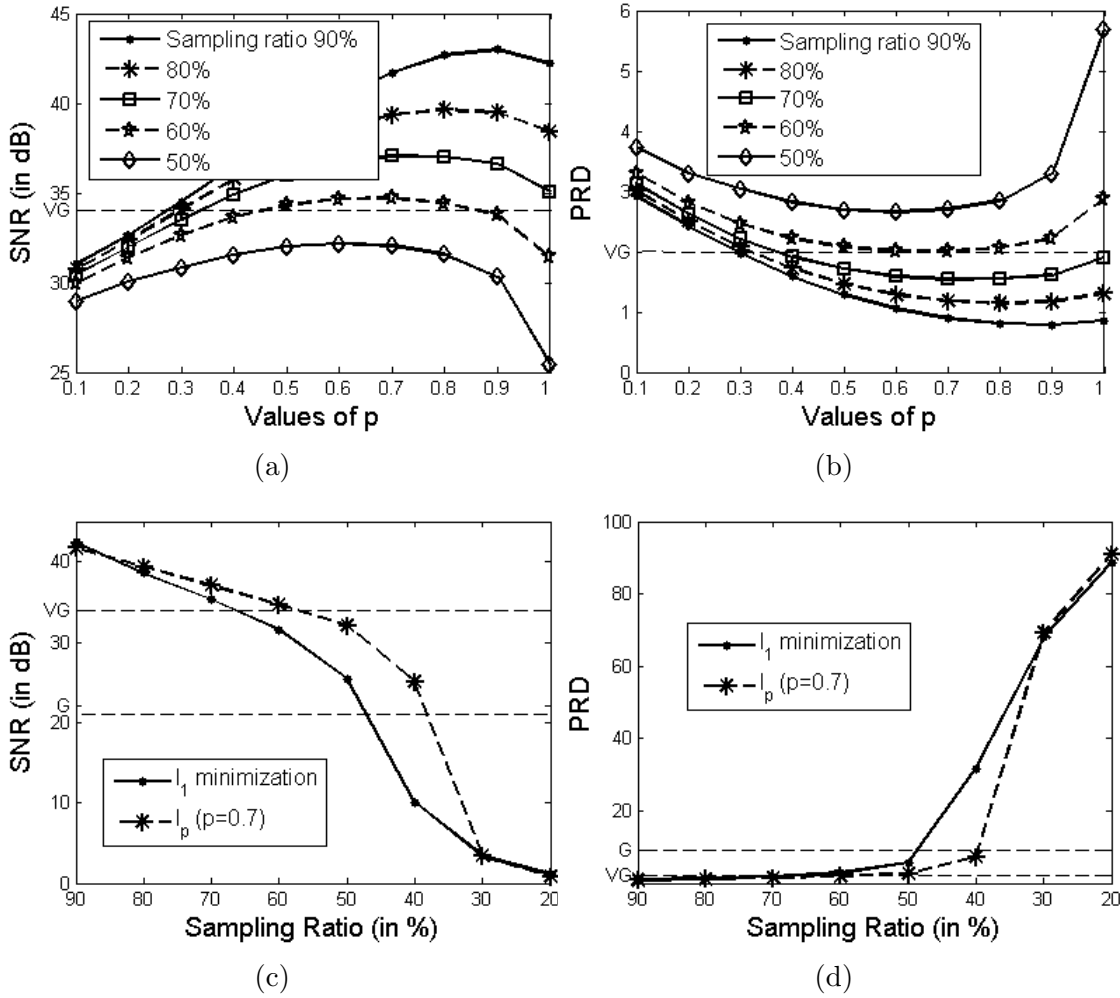 45
40
35
VG
30
25
SNR (in dB)
Sampling ratio 90%
80%
70%
60%
50%
0.1 0.2 0.3 0.4 0.5 0.6 0.7 0.8 0.9 1
Values of p
(a)
6
5
4
3
VG
1
0
PRD
Sampling ratio 90%
80%
70%
60%
50%
0.1 0.2 0.3 0.4 0.5 0.6 0.7 0.8 0.9 1
Values of p
(b)
40
VG
30
G
20
10
0
SNR (in dB)
l1 minimization
lp (p=0.7)
90 80 70 60 50 40 30 20
Sampling Ratio (in %)
(c)
100
80
60
40
20
G
VG
PRD
l1 minimization
lp (p=0.7)
90 80 70 60 50 40 30 20
Sampling Ratio (in %)
(d)